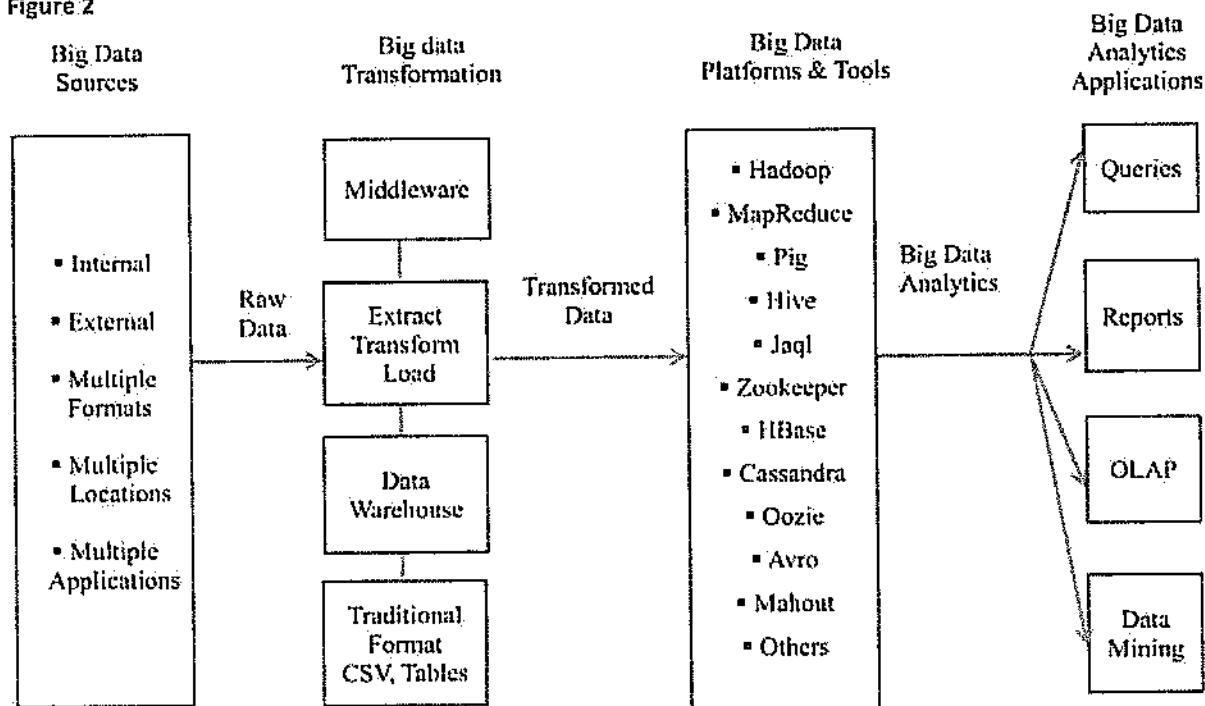 Figure 2
Big Data
Sources
Big data
Transformation
Big Data
Platforms & Tools
Big Data
Analytics
Applications
▪ Internal
▪ External
▪ Multiple
Formats
▪ Multiple
Locations
▪ Multiple
Applications
Raw
Data
Middleware
Extract
Transform
Load
Data
Warehouse
Traditional
Format
CSV, Tables
Transformed
Data
▪ Hadoop
▪ MapReduce
▪ Pig
▪ Hive
▪ Jaql
▪ Zookeeper
▪ HBase
▪ Cassandra
▪ Oozie
▪ Avro
▪ Mahout
▪ Others
Big Data
Analytics
Queries
Reports
OLAP
Data
Mining